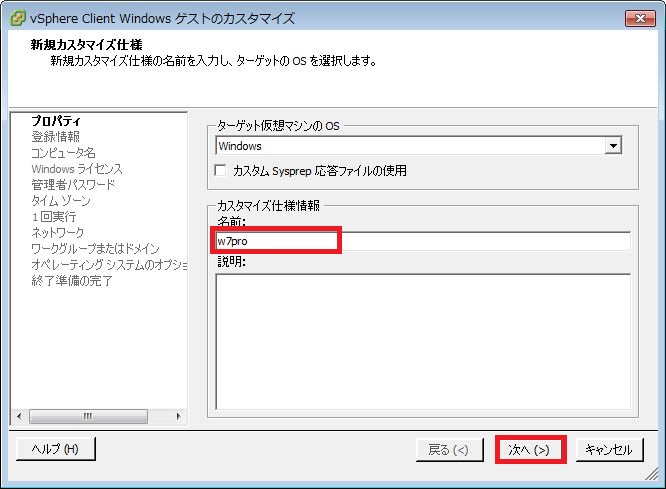 vSphere Client Windows ゲストのカスタマイズ
新規カスタマイズ仕様
新規カスタマイズ仕様の名前を入力し、ターゲットの OS を選択します。
プロパティ
登録情報
コンピュータ名
Windows ライセンス
管理者パスワード
タイム ゾーン
1 回実行
ネットワーク
ワークグループまたはドメイン
オペレーティング システムのオプショ
終了準備の完了
ターゲット仮想マシンの OS
Windows
カスタム Sysprep 応答ファイルの使用
カスタマイズ仕様情報
名前:
w7pro
説明:
ヘルプ (H)
戻る (<)
次へ (>)
キャンセル